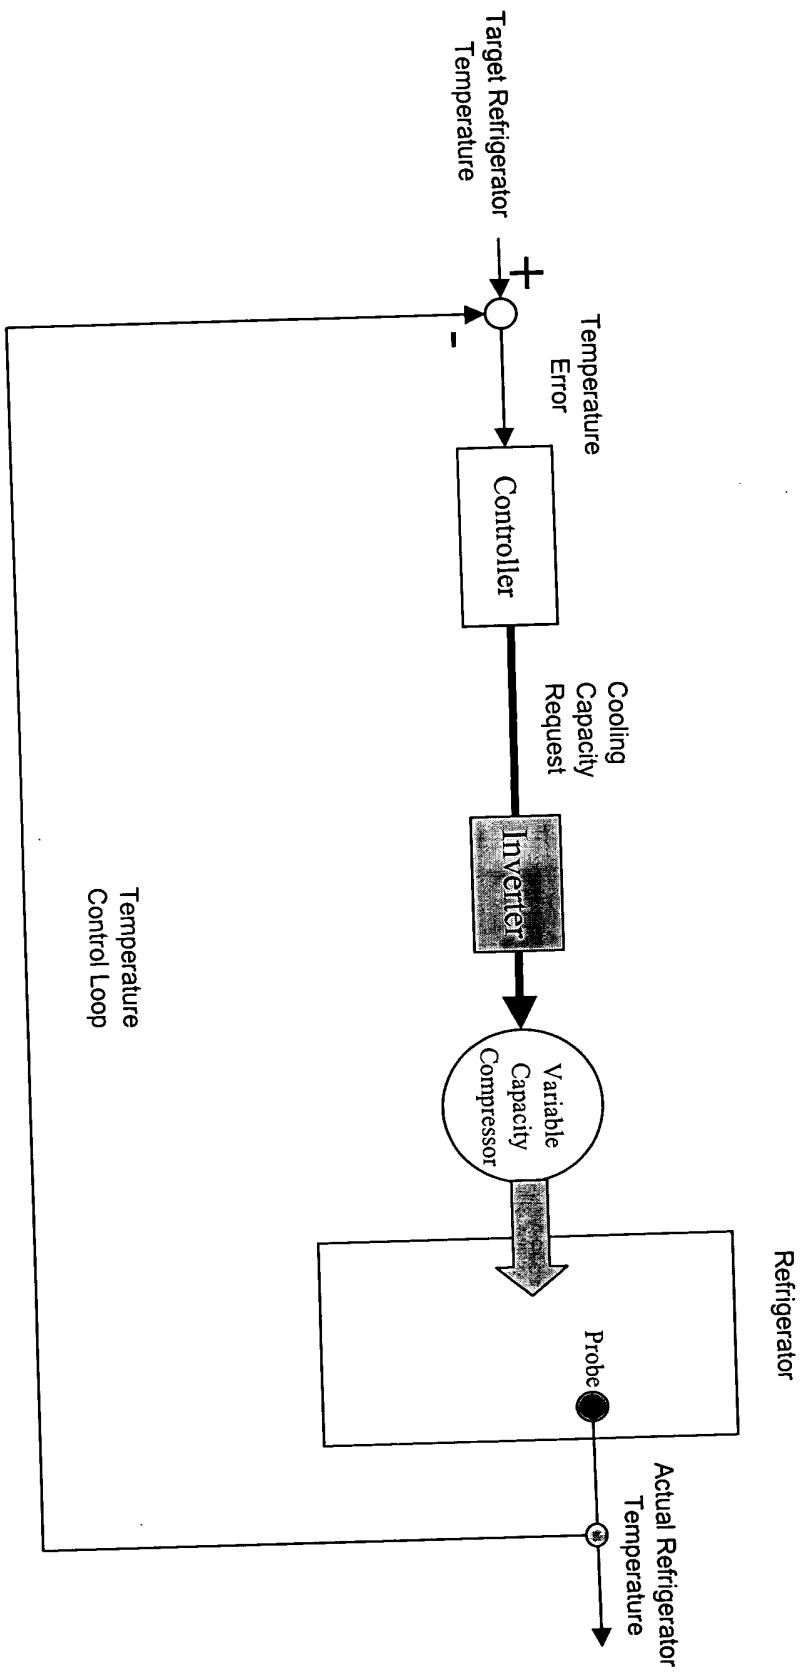 Target Refrigerator
Temperature
+
-
Temperature
Error
Controller
Cooling
Capacity
Request
Inverter
Variable
Capacity
Compressor
Refrigerator
Probe
Actual Refrigerator
Temperature
Temperature
Control Loop